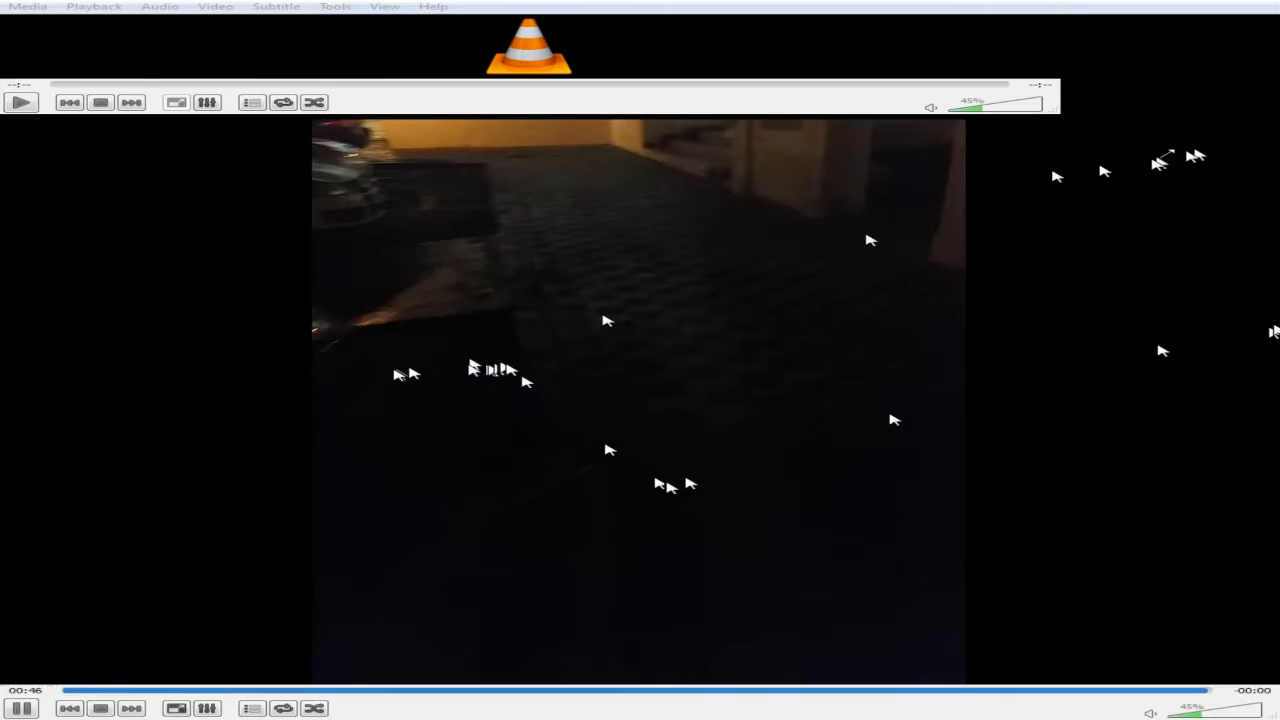 Media Playback Audio Video Subtitle Tools View Help
--:-- --:--
45%
00:46 -00:00
45%